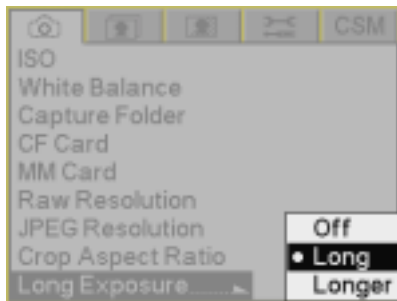 CSM
ISO
White Balance
Capture Folder
CF Card
MM Card
Raw Resolution
JPEG Resolution
Off
Crop Aspect Ratio
Long
Long Exposure........
Longer